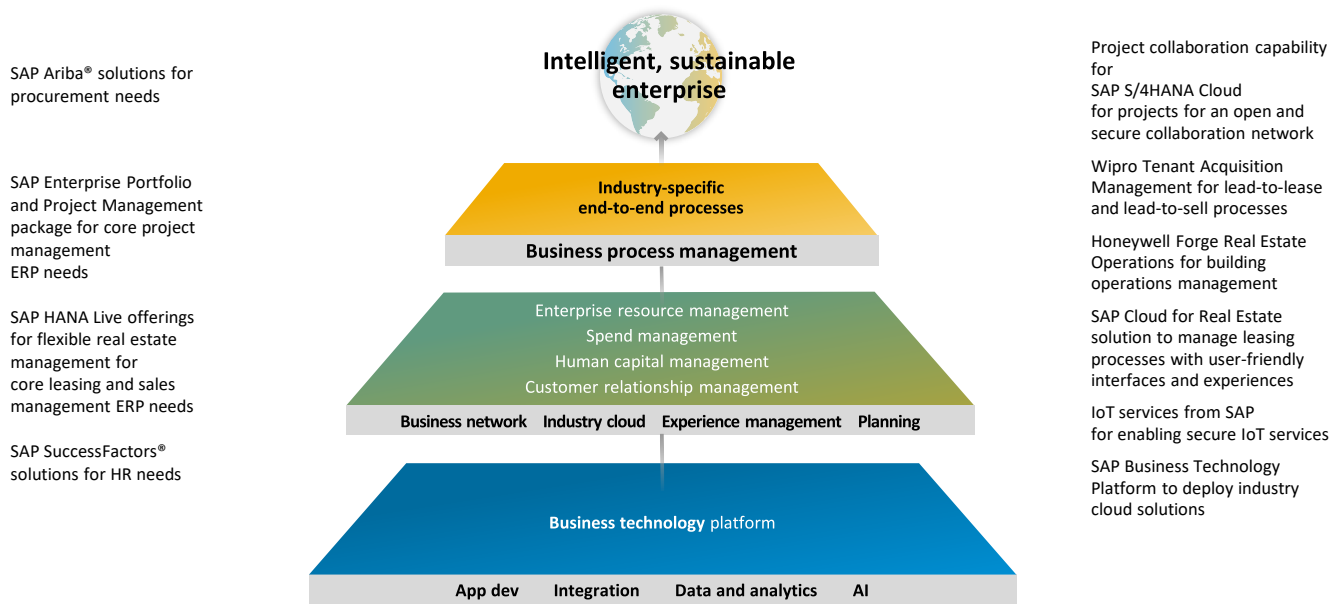 SAP Ariba® solutions for
procurement needs
SAP Enterprise Portfolio
and Project Management
package for core project
management
ERP needs
SAP HANA Live offerings
for flexible real estate
management for
core leasing and sales
management ERP needs
SAP SuccessFactors®
solutions for HR needs
Intelligent, sustainable
enterprise
Industry-specific
end-to-end processes
Business process management
Enterprise resource management
Spend management
Human capital management
Customer relationship management
Business network Industry cloud Experience management Planning
Business technology platform
App dev Integration Data and analytics AI
Project collaboration capability
for
SAP S/4HANA Cloud
for projects for an open and
secure collaboration network
Wipro Tenant Acquisition
Management for lead-to-lease
and lead-to-sell processes
Honeywell Forge Real Estate
Operations for building
operations management
SAP Cloud for Real Estate
solution to manage leasing
processes with user-friendly
interfaces and experiences
IoT services from SAP
for enabling secure IoT services
SAP Business Technology
Platform to deploy industry
cloud solutions